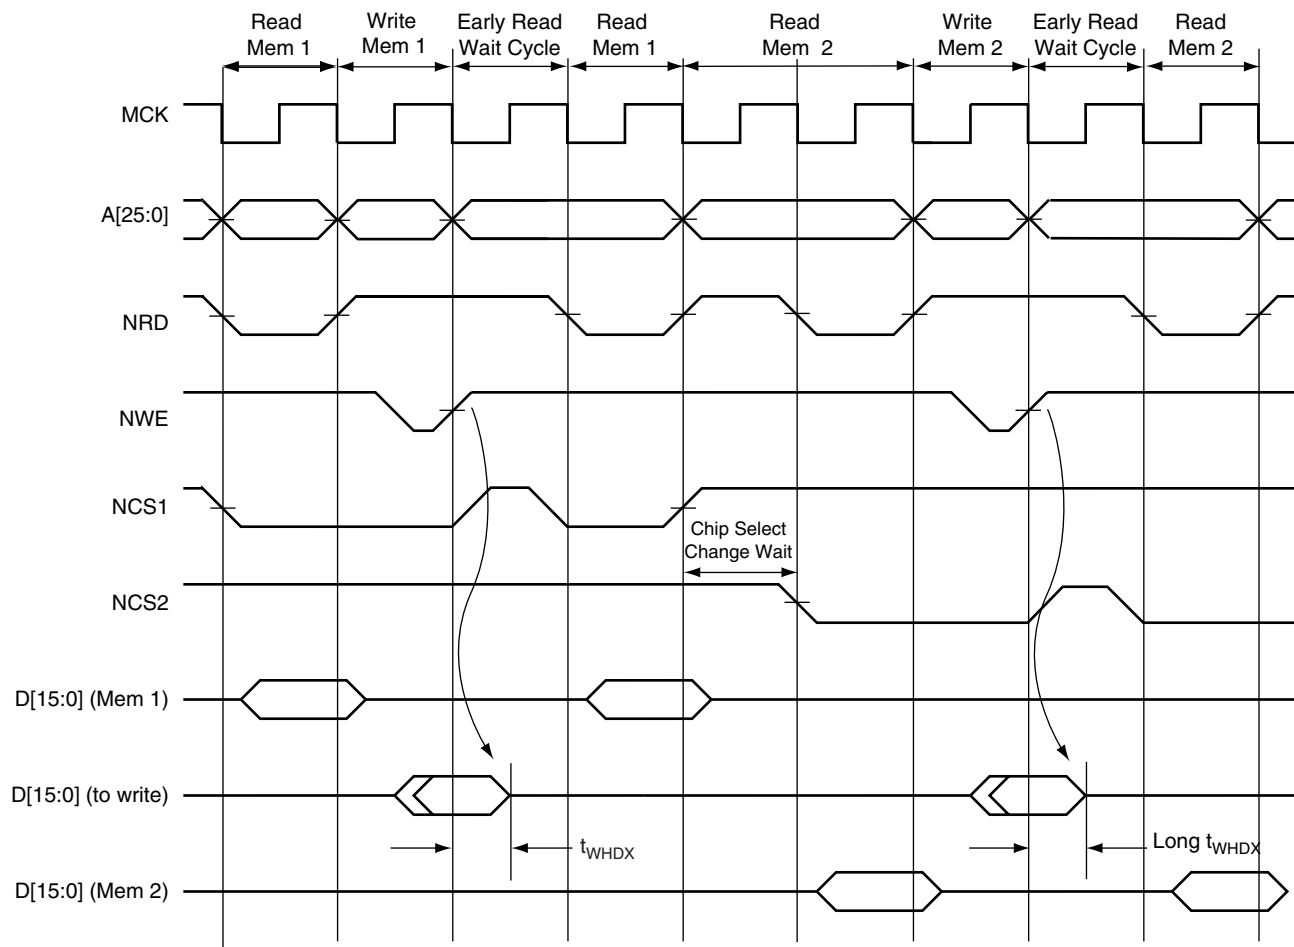 Read
Mem 1
Write
Mem 1
Early Read
Wait Cycle
Read
Mem 1
Read
Mem 2
Write
Mem 2
Early Read
Wait Cycle
Read
Mem 2
MCK
A[25:0]
NRD
NWE
NCS1
Chip Select
Change Wait
NCS2
D[15:0] (Mem 1)
D[15:0] (to write)
tWHDX
Long tWHDX
D[15:0] (Mem 2)